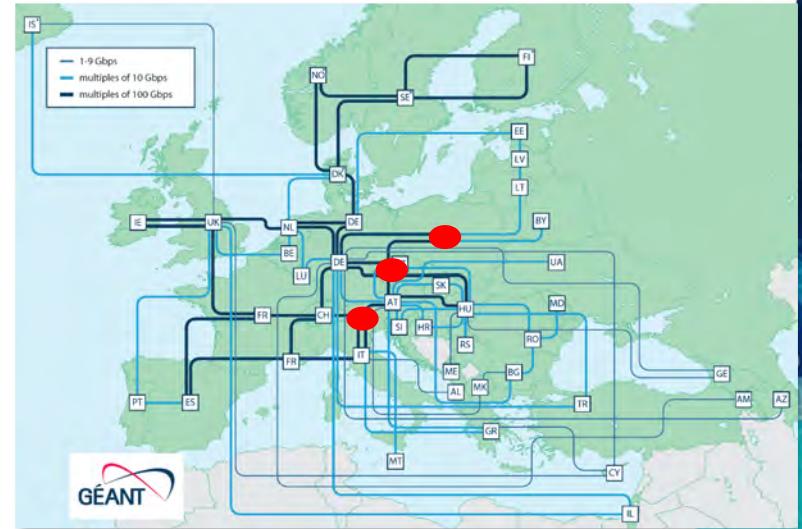 IS
1-9 Gbps
multiples of 10 Gbps
multiples of 100 Gbps
NO
FI
SE
EE
LV
DK
LT
IE
UK
NL
DE
BY
BE
DE
LU
UA
SK
AT
HU
MD
FR
CH
SI
HR
RS
RO
FR
IT
ME
BG
GE
PT
ES
AL
MK
TR
AM
AZ
GR
MT
CY
IL
GÉANT